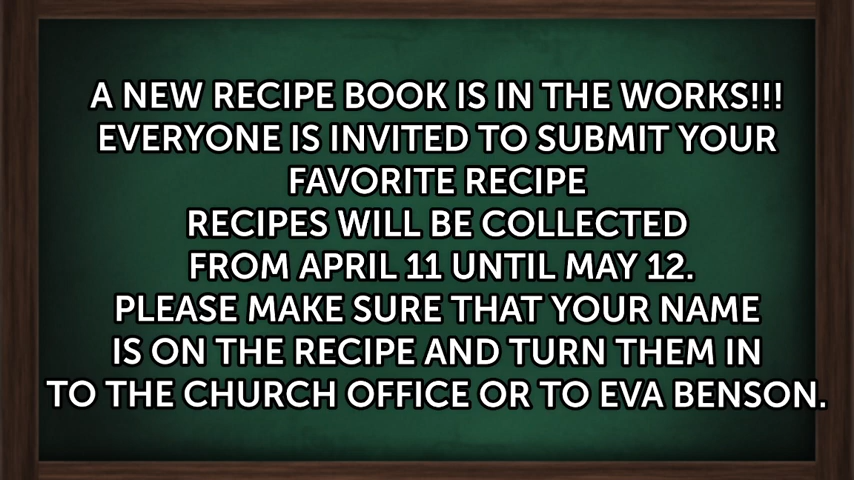 A NEW RECIPE BOOK IS IN THE WORKS!!!
EVERYONE IS INVITED TO SUBMIT YOUR
FAVORITE RECIPE
RECIPES WILL BE COLLECTED
FROM APRIL 11 UNTIL MAY 12.
PLEASE MAKE SURE THAT YOUR NAME
IS ON THE RECIPE AND TURN THEM IN
TO THE CHURCH OFFICE OR TO EVA BENSON.